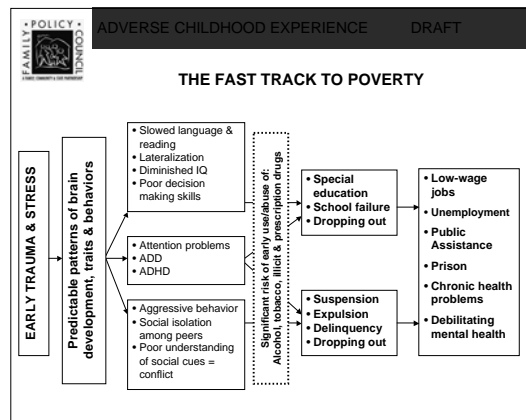 FAMILY POLICY COUNCIL
ADVERSE CHILDHOOD EXPERIENCE DRAFT
THE FAST TRACK TO POVERTY
EARLY TRAUMA & STRESS
Predictable patterns of brain
development, traits & behaviors
• Slowed language &
reading
• Lateralization
• Diminished IQ
• Poor decision
making skills
• Attention problems
• ADD
• ADHD
• Aggressive behavior
• Social isolation
among peers
• Poor understanding
of social cues =
conflict
Significant risk of early use/abuse of:
Alcohol, tobacco, illicit & prescription drugs
• Special
education
• School failure
• Dropping out
• Suspension
• Expulsion
• Delinquency
• Dropping out
• Low-wage
jobs
• Unemployment
• Public
Assistance
• Prison
• Chronic health
problems
• Debilitating
mental health